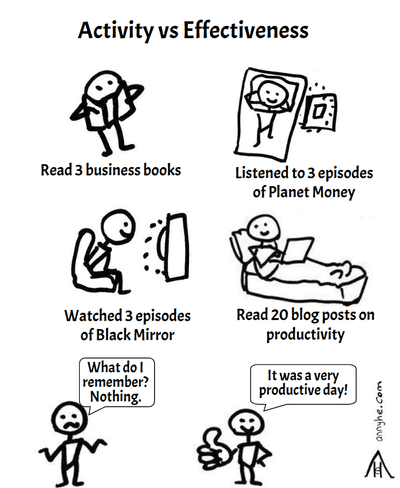 Activity vs Effectiveness
Read 3 business books
Listened to 3 episodes
of Planet Money
Watched 3 episodes
of Black Mirror
Read 20 blog posts on
productivity
What do I
remember?
Nothing.
It was a very
productive day!
annyhe.com